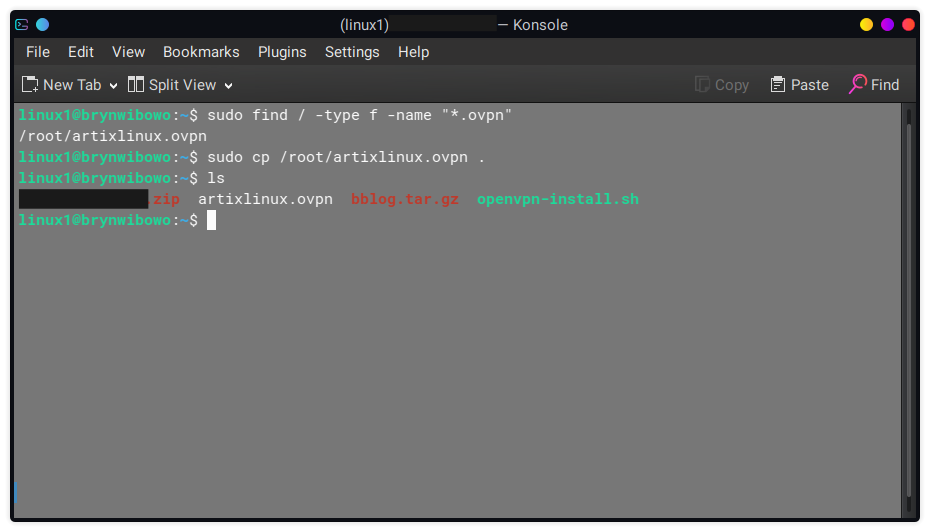 (linux1) — Konsole
File Edit View Bookmarks Plugins Settings Help
New Tab Split View Copy Paste Find
linux1@brynwibowo:~$ sudo find / -type f -name "*.ovpn"
/root/artixlinux.ovpn
linux1@brynwibowo:~$ sudo cp /root/artixlinux.ovpn .
linux1@brynwibowo:~$ ls
.zip artixlinux.ovpn bblog.tar.gz openvpn-install.sh
linux1@brynwibowo:~$